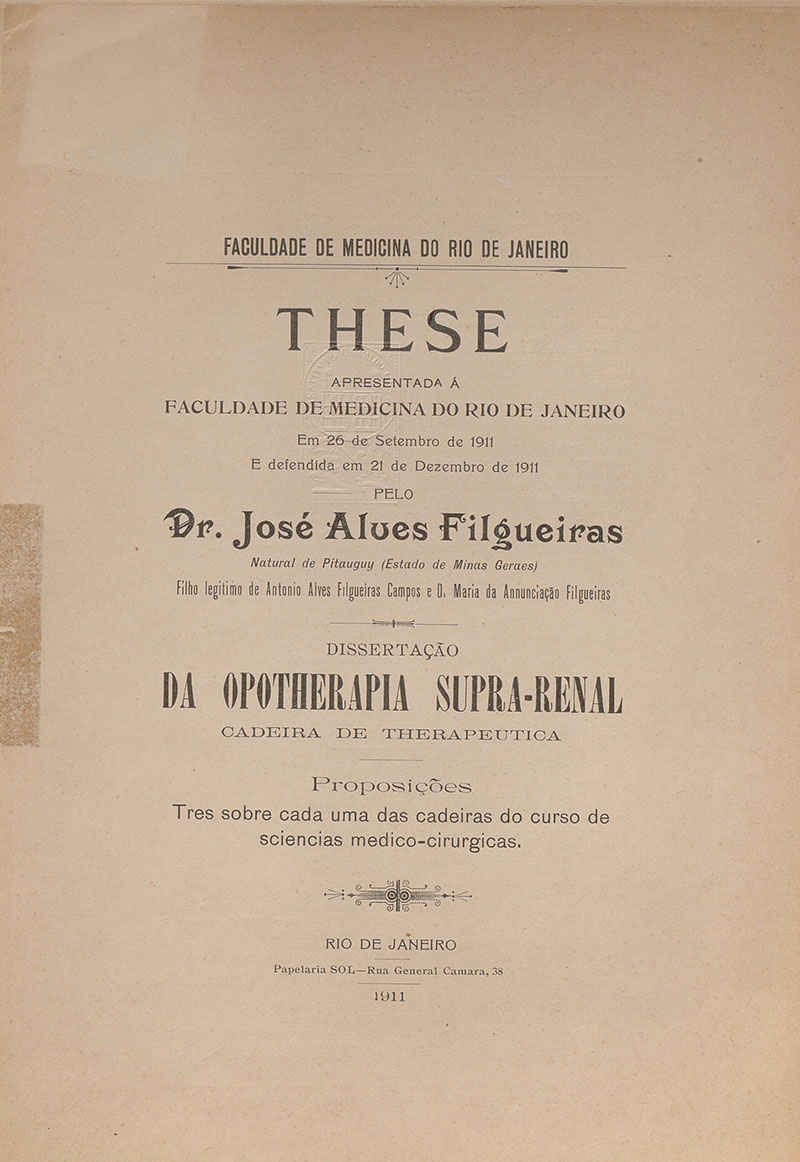 FACULDADE DE MEDICINA DO RIO DE JANEIRO
THESE
APRESENTADA Á
FACULDADE DE MEDICINA DO RIO DE JANEIRO
Em 26 de Setembro de 1911
E defendida em 21 de Dezembro de 1911
PELO
Dr. José Alves Filgueiras
Natural de Pitauguy (Estado de Minas Geraes)
Filho legitimo de Antonio Alves Filgueiras Campos e D. Maria da Annunciação Filgueiras
DISSERTAÇÃO
DA OPOTHERAPIA SUPRA-RENAL
CADEIRA DE THERAPEUTICA
Proposições
Tres sobre cada uma das cadeiras do curso de
sciencias medico-cirurgicas.
RIO DE JANEIRO
Papelaria SOL—Rua General Camara, 38
1911